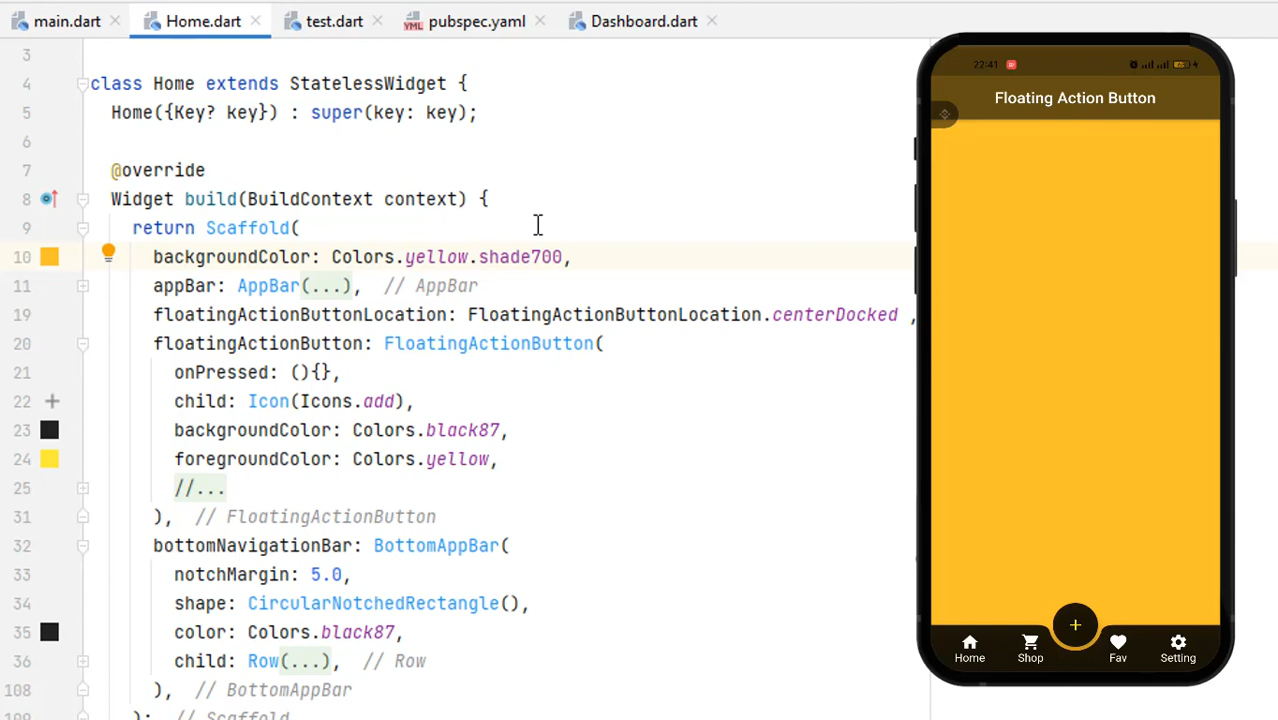 main.dart Home.dart test.dart pubspec.yaml Dashboard.dart
3
4 class Home extends StatelessWidget {
5 Home({Key? key}) : super(key: key);
6
7 @override
8 Widget build(BuildContext context) {
9 return Scaffold(
10 backgroundColor: Colors.yellow.shade700,
11 appBar: AppBar(...), // AppBar
19 floatingActionButtonLocation: FloatingActionButtonLocation.centerDocked ,
20 floatingActionButton: FloatingActionButton(
21 onPressed: (){},
22 child: Icon(Icons.add),
23 backgroundColor: Colors.black87,
24 foregroundColor: Colors.yellow,
25 //...
31 ), // FloatingActionButton
32 bottomNavigationBar: BottomAppBar(
33 notchMargin: 5.0,
34 shape: CircularNotchedRectangle(),
35 color: Colors.black87,
36 child: Row(...), // Row
108 ), // BottomAppBar
109 ); // Scaffold
22:41
Floating Action Button
Home Shop Fav Setting